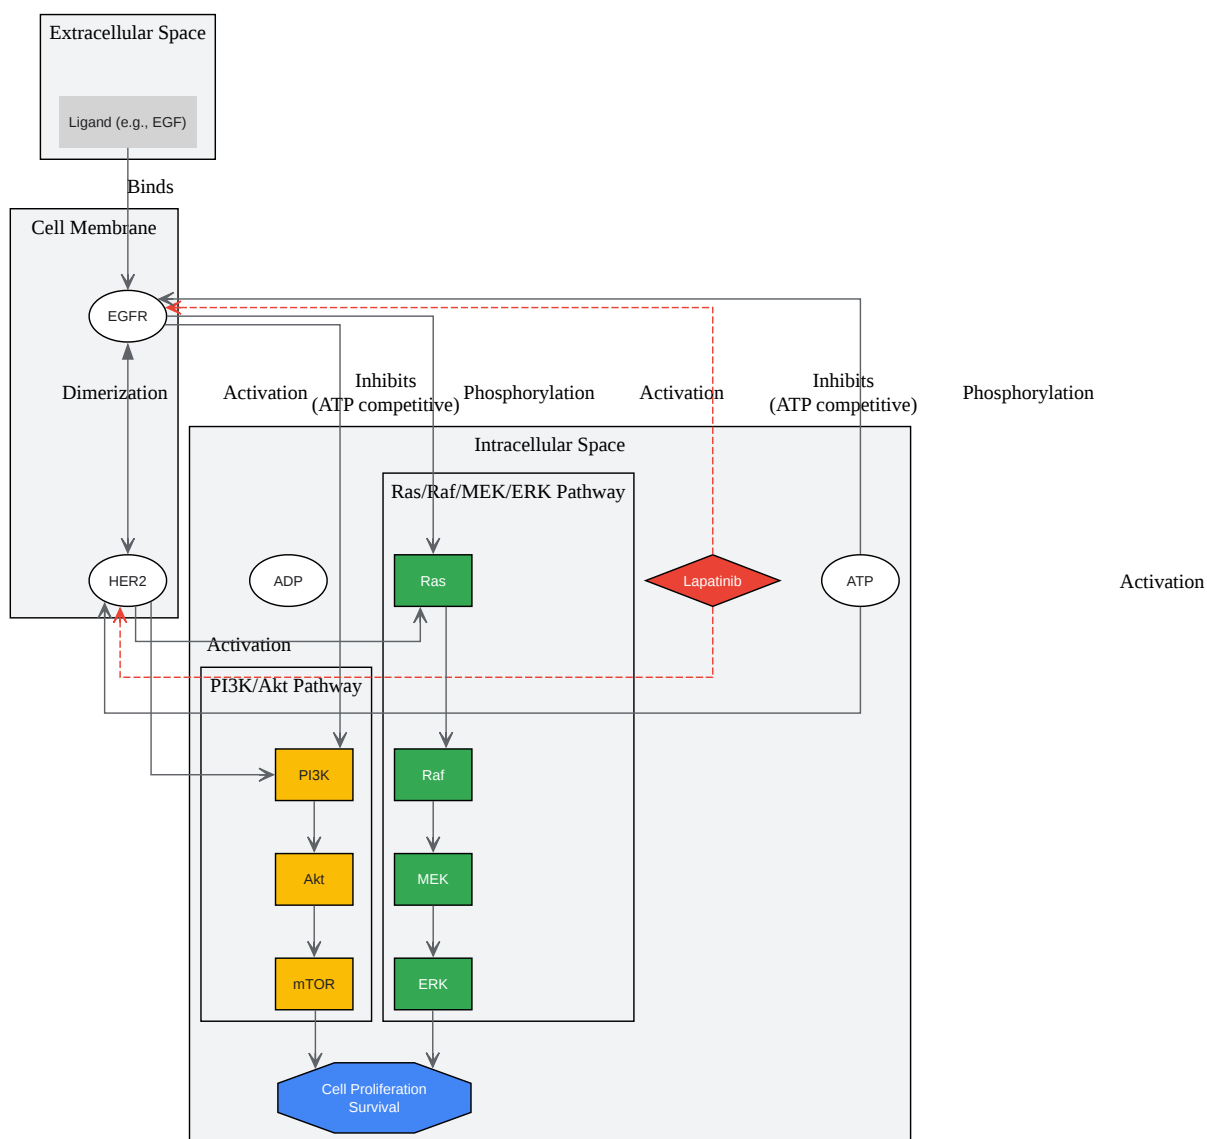 Extracellular Space
Ligand (e.g., EGF)
Binds
Cell Membrane
EGFR
Dimerization
Activation
Inhibits
(ATP competitive)
Phosphorylation
Activation
Inhibits
(ATP competitive)
Phosphorylation
Intracellular Space
Ras/Raf/MEK/ERK Pathway
HER2
ADP
Ras
Lapatinib
ATP
Activation
Activation
PI3K/Akt Pathway
PI3K
Raf
Akt
MEK
mTOR
ERK
Cell Proliferation
Survival